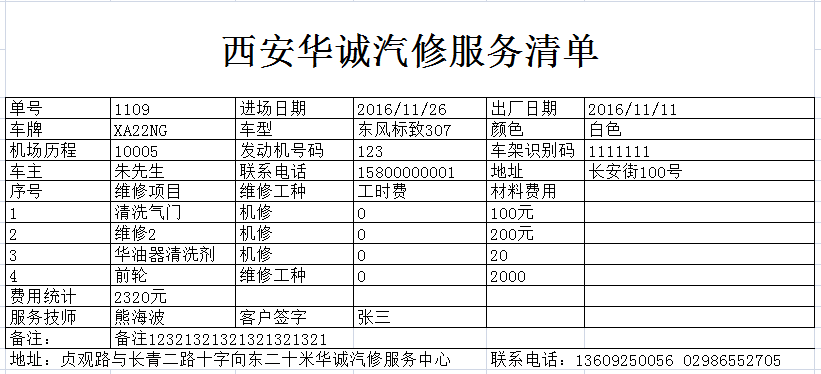 西安华诚汽修服务清单
单号 1109 进场日期 2016/11/26 出厂日期 2016/11/11
车牌 XA22NG 车型 东风标致307 颜色 白色
机场历程 10005 发动机号码 123 车架识别码 1111111
车主 朱先生 联系电话 15800000001 地址 长安街100号
序号 维修项目 维修工种 工时费 材料费用
1 清洗气门 机修 0 100元
2 维修2 机修 0 200元
3 华油器清洗剂 机修 0 20
4 前轮 维修工种 0 2000
费用统计 2320元
服务技师 熊海波 客户签字 张三
备注: 备注12321321321321321321
地址: 贞观路与长青二路十字向东二十米华诚汽修服务中心 联系电话: 13609250056 02986552705